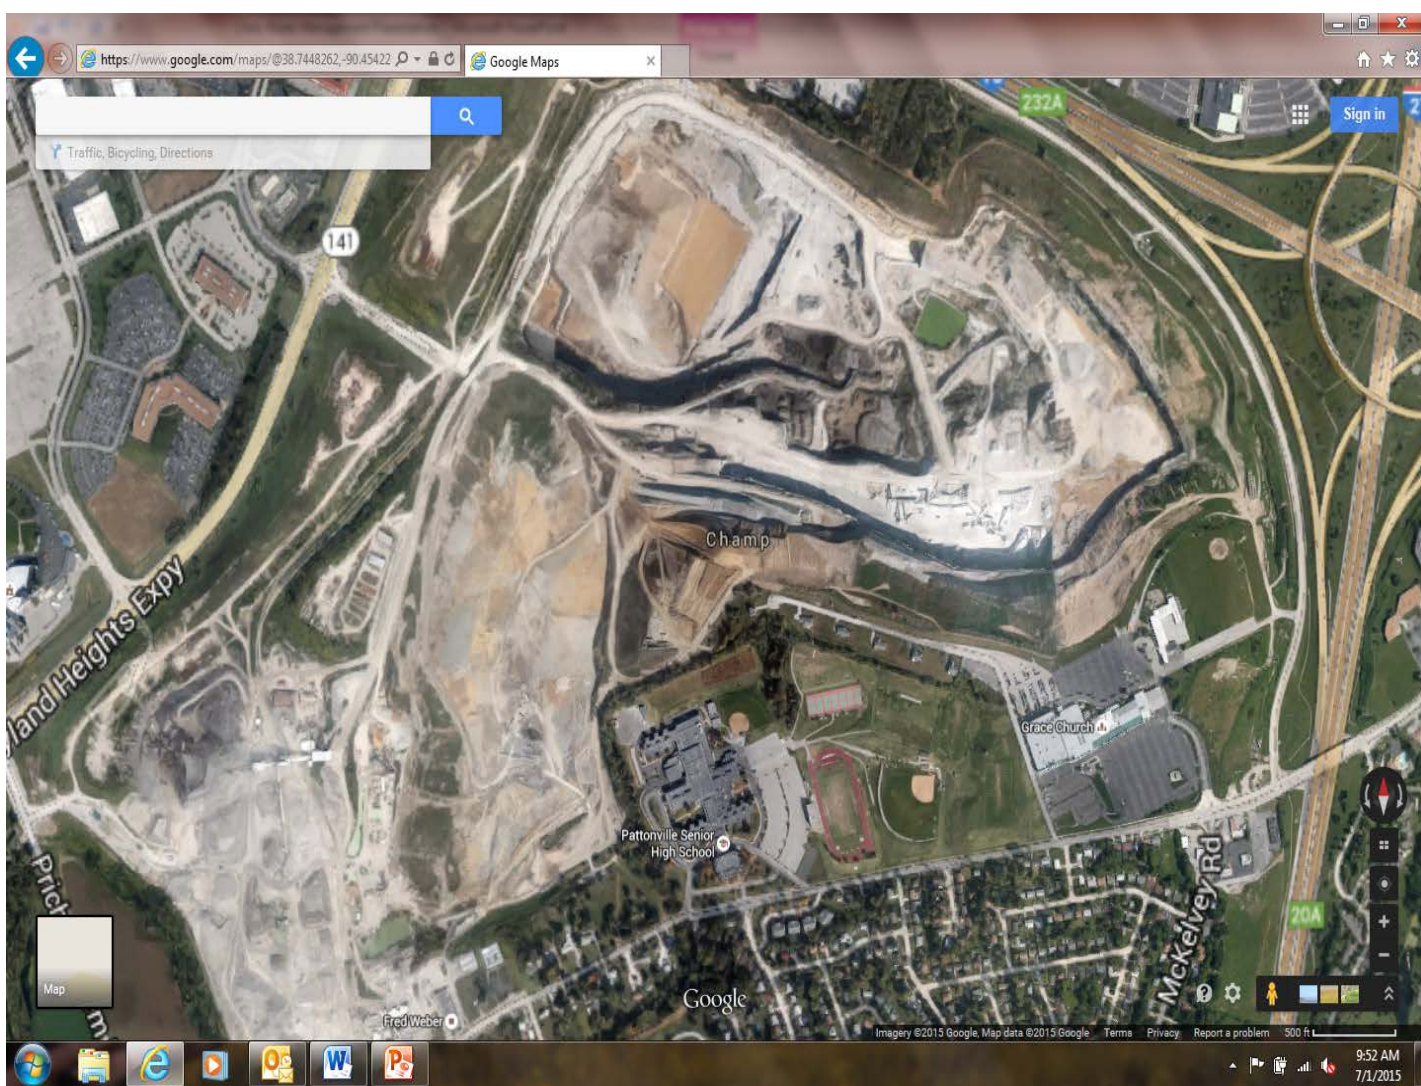 https://www.google.com/maps/@38.7448262,-90.45422
Google Maps
Sign in
Traffic, Bicycling, Directions
232A
141
land Heights Expy
Champ
Grace Church
Pattonville Senior
High School
McKelvey Rd
20A
Map
Google
Fred Weber
Imagery ©2015 Google, Map data ©2015 Google Terms Privacy Report a problem 500 ft
9:52 AM
7/1/2015